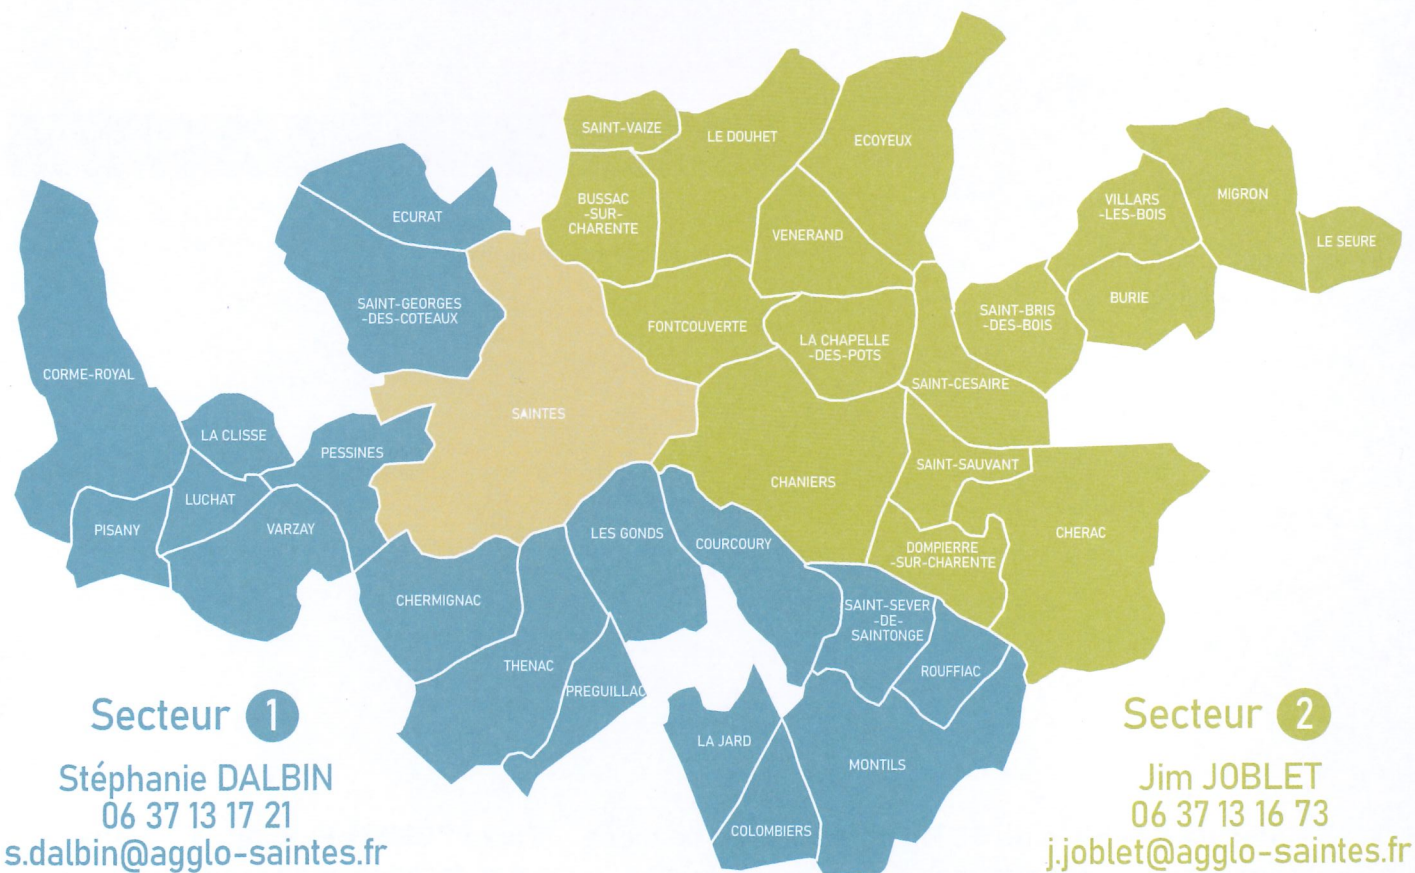 SAINT-VAIZE
LE DOUHET
ECOYEUX
BUSSAC
-SUR-
CHARENTE
VENERAND
VILLARS
-LES-BOIS
MIGRON
LE SEURE
ECURAT
SAINT-GEORGES
-DES-COTEAUX
FONTCOUVERTE
LA CHAPELLE
-DES-POTS
SAINT-BRIS
-DES-BOIS
BURIE
CORME-ROYAL
SAINT-CESAIRE
SAINTES
LA CLISSE
PESSINES
SAINT-SAUVANT
CHANIERS
LUCHAT
PISANY
VARZAY
LES GONDS
COURCOURY
DOMPIERRE
-SUR-CHARENTE
CHERAC
CHERMIGNAC
SAINT-SEVER
-DE-
SAINTONGE
THENAC
PREGUILLAC
ROUFFIAC
LA JARD
MONTILS
COLOMBIERS
Secteur 1
Stéphanie DALBIN
06 37 13 17 21
s.dalbin@agglo-saintes.fr
Secteur 2
Jim JOBLET
06 37 13 16 73
j.joblet@agglo-saintes.fr